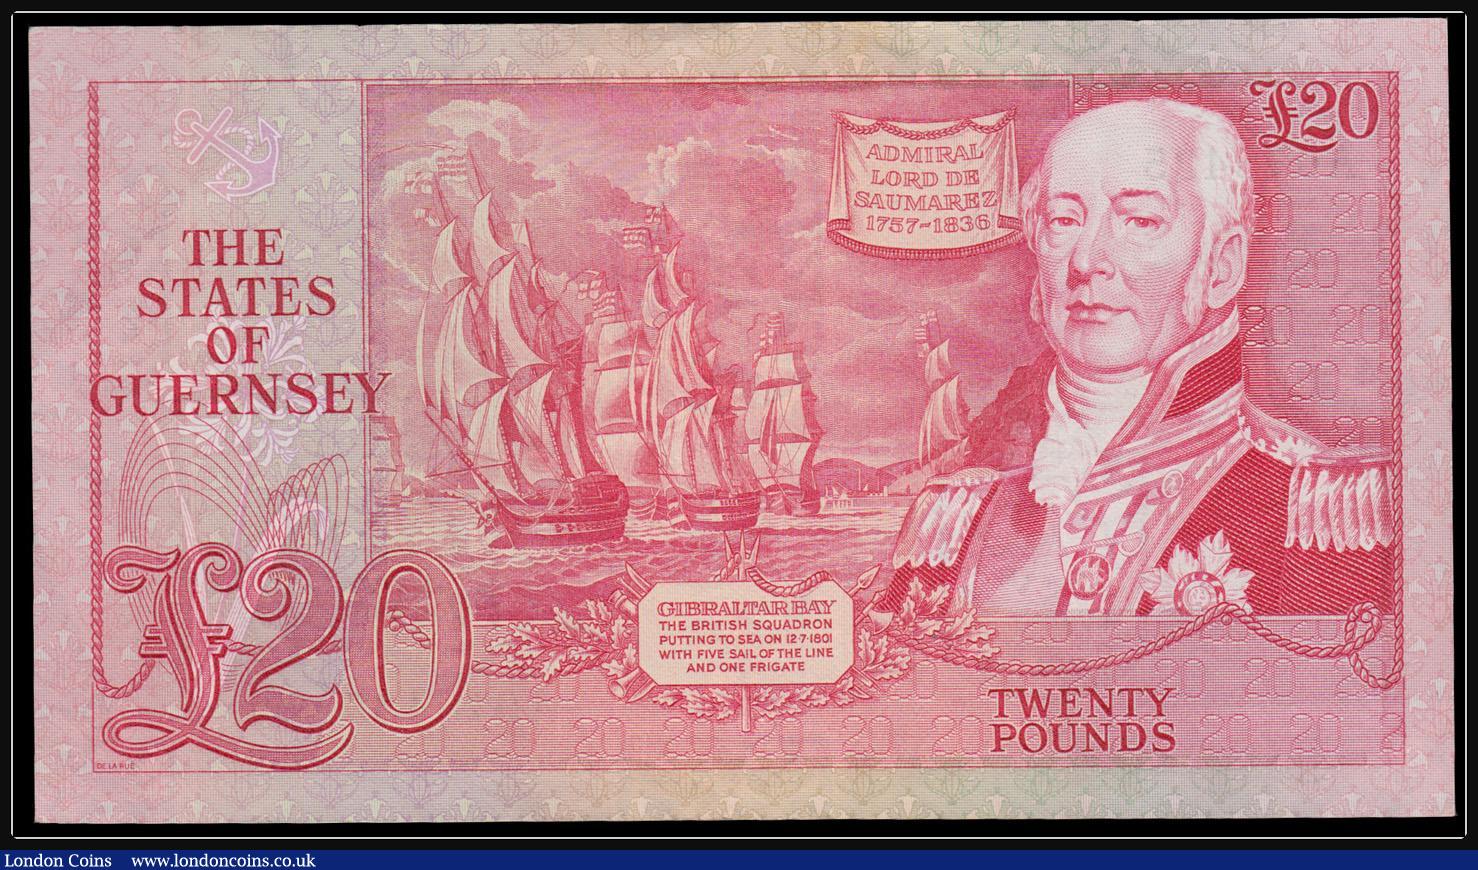 THE
STATES
OF
GUERNSEY
£20
ADMIRAL
LORD DE
SAUMAREZ
1757-1836
£20
GIBRALTAR BAY
THE BRITISH SQUADRON
PUTTING TO SEA ON 12·7·1801
WITH FIVE SAIL OF THE LINE
AND ONE FRIGATE
TWENTY
POUNDS
DE LA RUE
London Coins www.londoncoins.co.uk